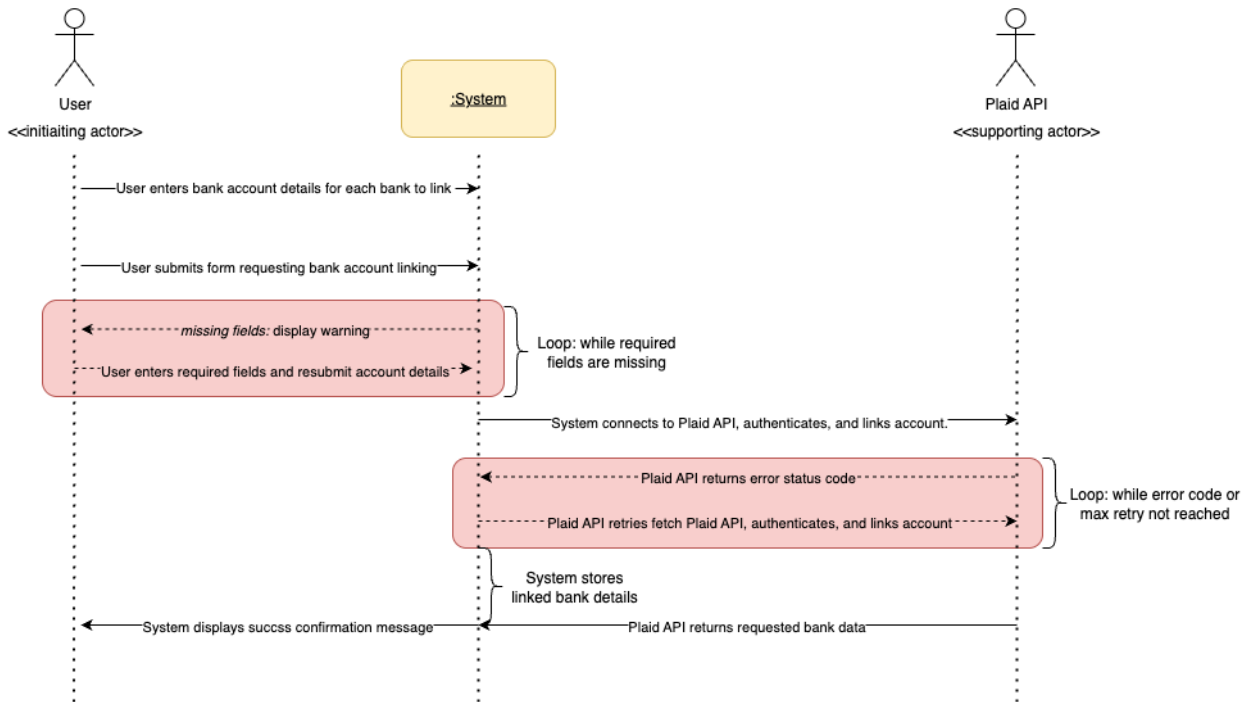 User
<<initiaiting actor>>
:System
Plaid API
<<supporting actor>>
User enters bank account details for each bank to link
User submits form requesting bank account linking
missing fields: display warning
User enters required fields and resubmit account details
Loop: while required
fields are missing
System connects to Plaid API, authenticates, and links account.
Plaid API returns error status code
Plaid API retries fetch Plaid API, authenticates, and links account
Loop: while error code or
max retry not reached
System stores
linked bank details
System displays succss confirmation message
Plaid API returns requested bank data